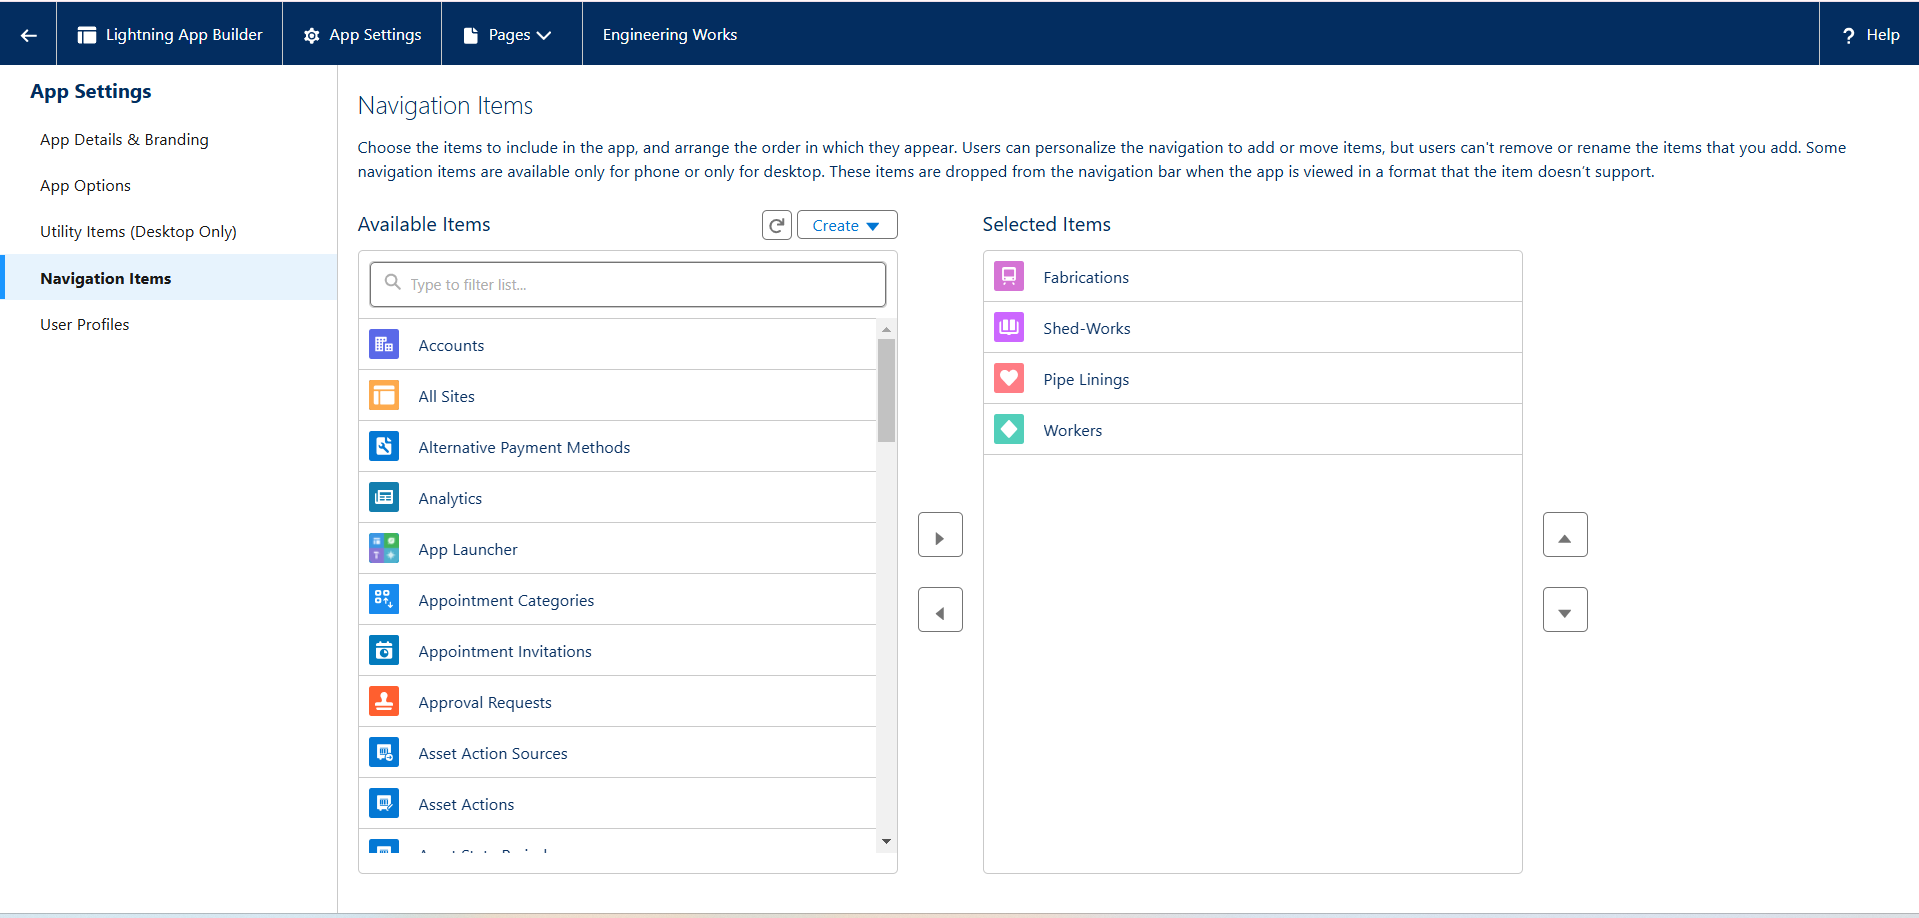 Lightning App Builder
App Settings
Pages
Engineering Works
? Help
App Settings
App Details & Branding
App Options
Utility Items (Desktop Only)
Navigation Items
User Profiles
Navigation Items
Choose the items to include in the app, and arrange the order in which they appear. Users can personalize the navigation to add or move items, but users can't remove or rename the items that you add. Some
navigation items are available only for phone or only for desktop. These items are dropped from the navigation bar when the app is viewed in a format that the item doesn’t support.
Available Items
Create
Type to filter list...
Accounts
All Sites
Alternative Payment Methods
Analytics
App Launcher
Appointment Categories
Appointment Invitations
Approval Requests
Asset Action Sources
Asset Actions
Selected Items
Fabrications
Shed-Works
Pipe Linings
Workers